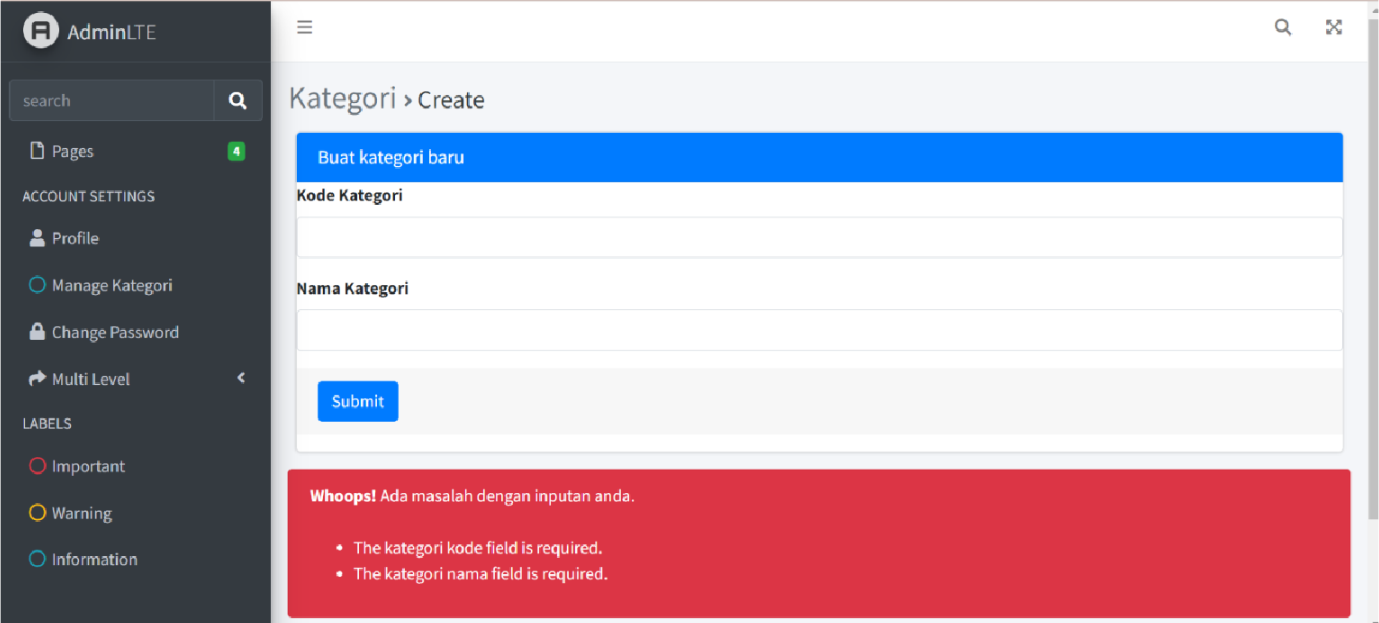 AdminLTE
search
Pages 4
ACCOUNT SETTINGS
Profile
Manage Kategori
Change Password
Multi Level
LABELS
Important
Warning
Information
Kategori › Create
Buat kategori baru
Kode Kategori
Nama Kategori
Submit
Whoops! Ada masalah dengan inputan anda.
• The kategori kode field is required.
• The kategori nama field is required.